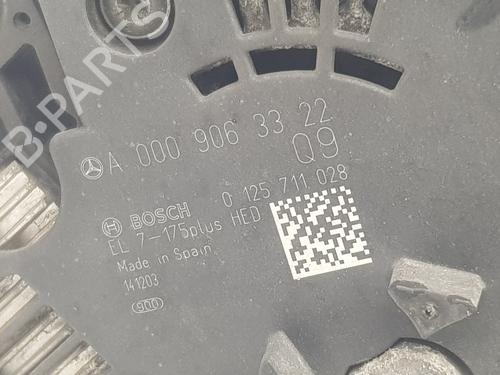 A 000 906 33 22
Q9
BOSCH 0 125 711 028
EL 7-175plus HED
Made in Spain
141203
900
B-PARTS